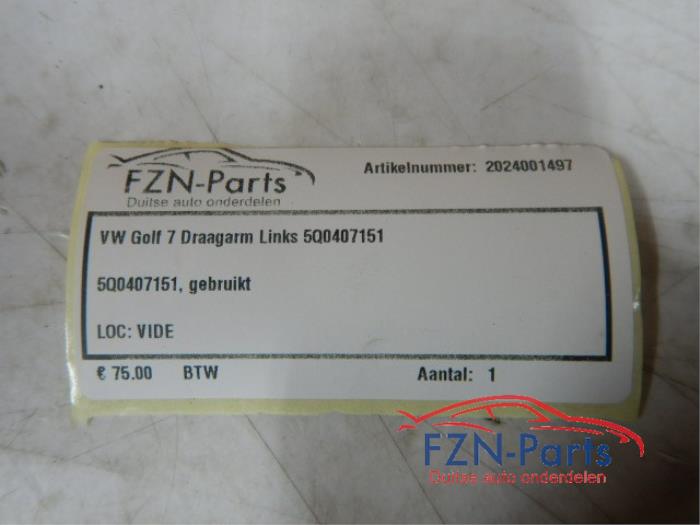 FZN-Parts
Duitse auto onderdelen
Artikelnummer: 2024001497
VW Golf 7 Draagarm Links 5Q0407151
5Q0407151, gebruikt
LOC: VIDE
€ 75.00 BTW Aantal: 1
FZN-Parts
Duitse auto onderdelen